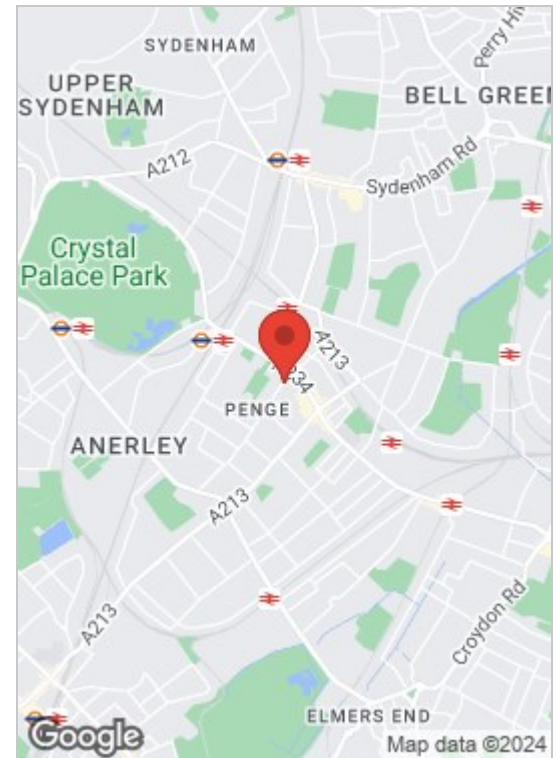 SYDENHAM
Perry Hi
UPPER
SYDENHAM
BELL GREEN
A212
Sydenham Rd
Crystal
Palace Park
A213
A234
PENGE
ANERLEY
A213
A213
Croydon Rd
ELMERS END
Google
Map data ©2024